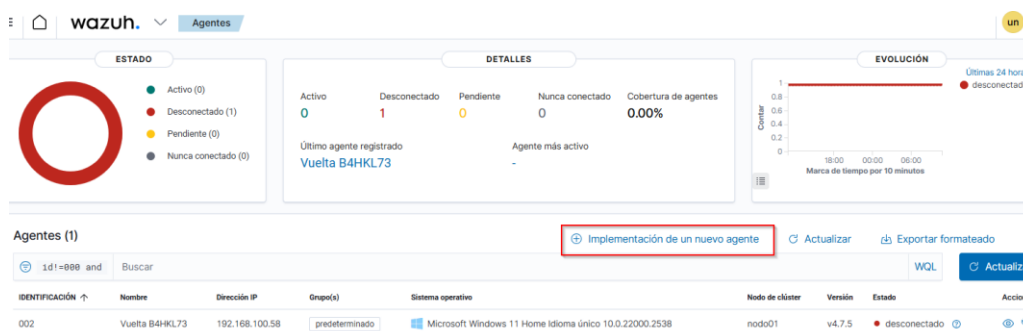 wazuh. Agentes un
ESTADO
Activo (0)
Desconectado (1)
Pendiente (0)
Nunca conectado (0)
DETALLES
Activo Desconectado Pendiente Nunca conectado Cobertura de agentes
0 1 0 0 0.00%
Último agente registrado Agente más activo
Vuelta B4HKL73 -
EVOLUCIÓN
Últimas 24 hora
desconectad
Contar
1
0.8
0.6
0.4
0.2
0
18:00 00:00 06:00
Marca de tiempo por 10 minutos
Agentes (1) Implementación de un nuevo agente Actualizar Exportar formateado
id!=000 and Buscar WQL Actualiz
IDENTIFICACIÓN Nombre Dirección IP Grupo(s) Sistema operativo Nodo de clúster Versión Estado Accio
002 Vuelta B4HKL73 192.168.100.58 predeterminado Microsoft Windows 11 Home Idioma único 10.0.22000.2538 nodo01 v4.7.5 desconectado